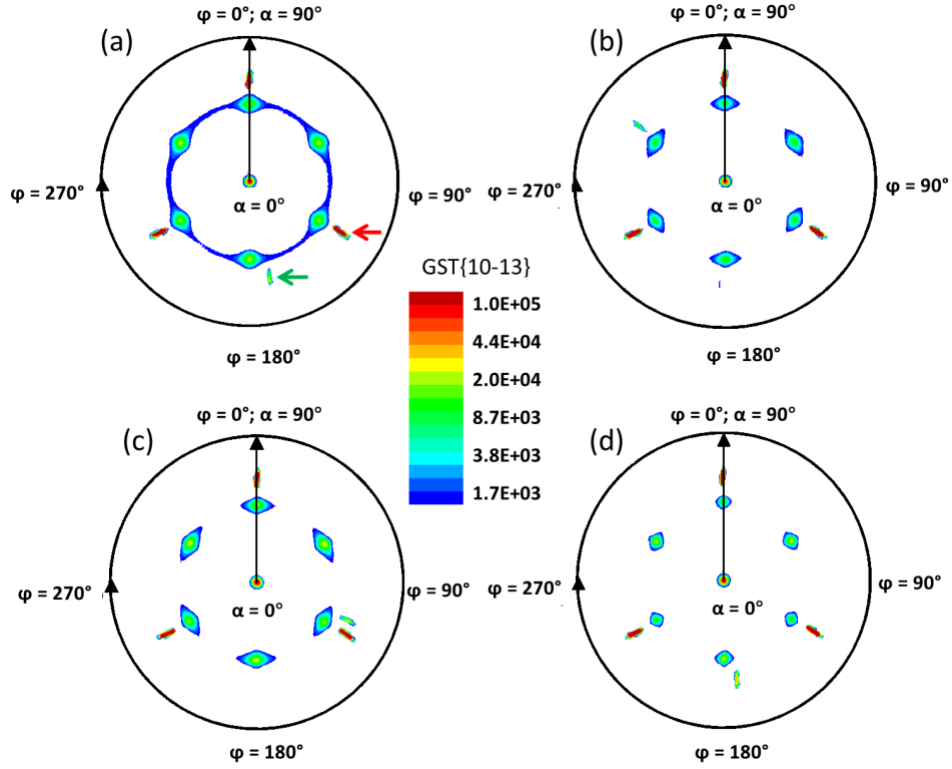 φ = 0°; α = 90°
(a)
φ = 270°
φ = 90°
α = 0°
φ = 180°
φ = 0°; α = 90°
(b)
φ = 270°
φ = 90°
α = 0°
φ = 180°
GST{10-13}
1.0E+05
4.4E+04
2.0E+04
8.7E+03
3.8E+03
1.7E+03
φ = 0°; α = 90°
(c)
φ = 270°
φ = 90°
α = 0°
φ = 180°
φ = 0°; α = 90°
(d)
φ = 270°
φ = 90°
α = 0°
φ = 180°